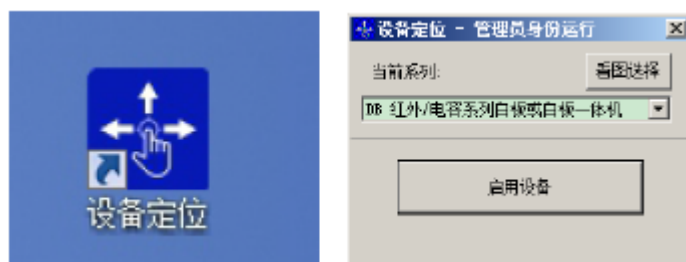 设备定位
设备定位 - 管理员身份运行
当前系列:
看图选择
DB 红外/电容系列白板或白板一体机
启用设备